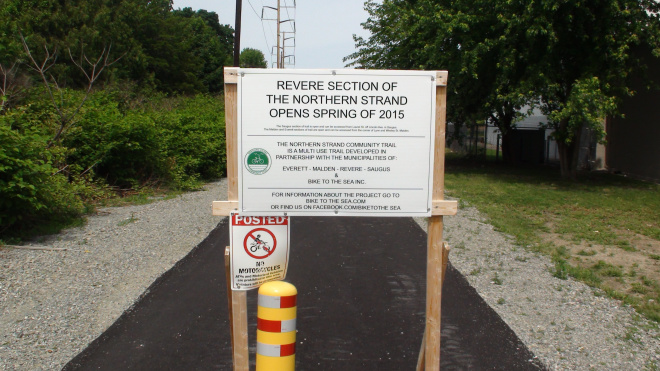 REVERE SECTION OF
THE NORTHERN STRAND
OPENS SPRING OF 2015
THE NORTHERN STRAND COMMUNITY TRAIL
IS A MULTI USE TRAIL DEVELOPED IN
PARTNERSHIP WITH THE MUNICIPALITIES OF:
EVERETT - MALDEN - REVERE - SAUGUS
&
BIKE TO THE SEA INC.
FOR INFORMATION ABOUT THE PROJECT GO TO
BIKE TO THE SEA.COM
OR FIND US ON FACEBOOK.COM/BIKETOTHE SEA
POSTED
NO
MOTORCYCLES